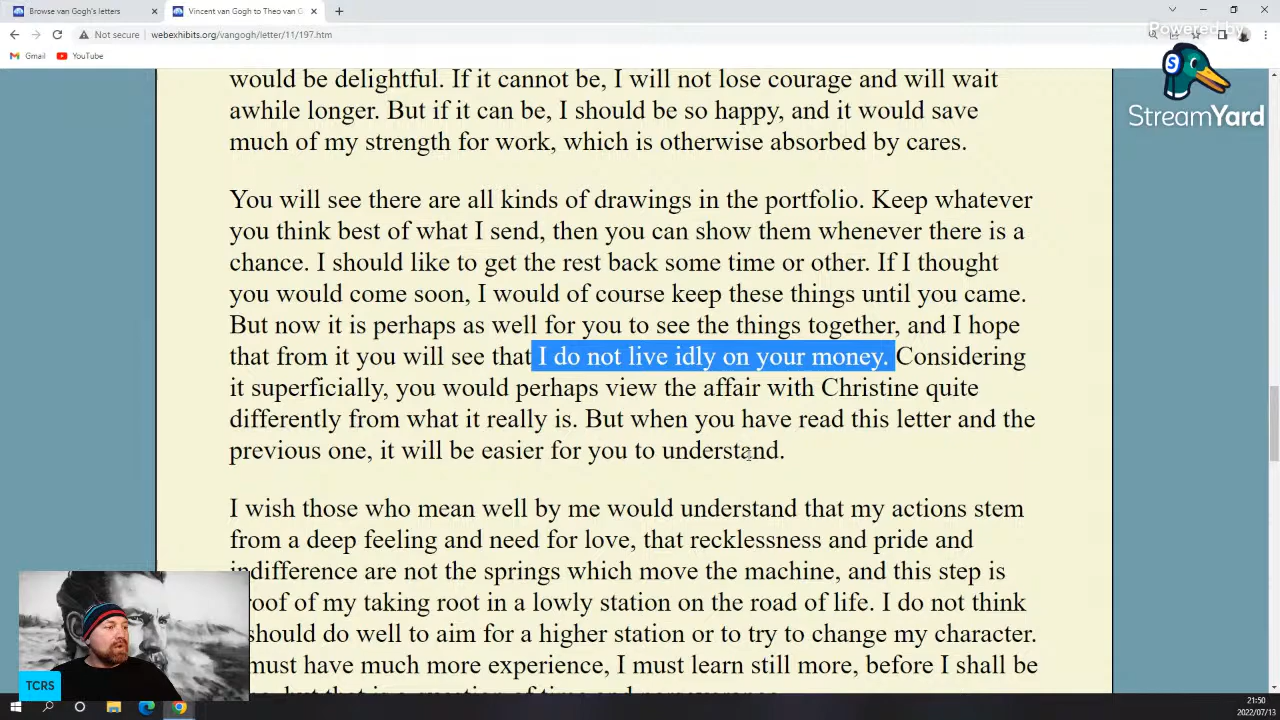 Browse van Gogh's letters
Vincent van Gogh to Theo van G
Powered by
Not secure
webexhibits.org/vangogh/letter/11/197.htm
Gmail
YouTube
S
StreamYard
would be delightful. If it cannot be, I will not lose courage and will wait
awhile longer. But if it can be, I should be so happy, and it would save
much of my strength for work, which is otherwise absorbed by cares.
You will see there are all kinds of drawings in the portfolio. Keep whatever
you think best of what I send, then you can show them whenever there is a
chance. I should like to get the rest back some time or other. If I thought
you would come soon, I would of course keep these things until you came.
But now it is perhaps as well for you to see the things together, and I hope
that from it you will see that I do not live idly on your money. Considering
it superficially, you would perhaps view the affair with Christine quite
differently from what it really is. But when you have read this letter and the
previous one, it will be easier for you to understand.
I wish those who mean well by me would understand that my actions stem
from a deep feeling and need for love, that recklessness and pride and
indifference are not the springs which move the machine, and this step is
proof of my taking root in a lowly station on the road of life. I do not think
should do well to aim for a higher station or to try to change my character.
must have much more experience, I must learn still more, before I shall be
TCRS
21:50
2022/07/13